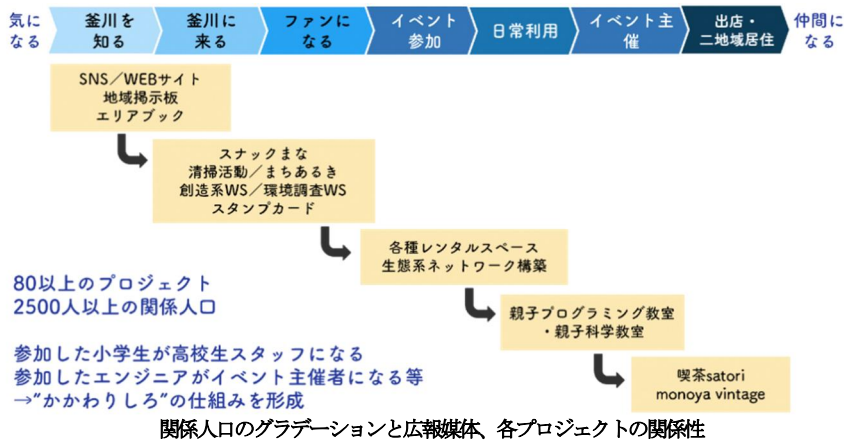 気に
なる
釜川を
知る
釜川に
来る
ファンに
なる
イベント
参加
日常利用
イベント主
催
出店・
二地域居住
仲間に
なる
SNS／WEBサイト
地域掲示板
エリアブック
スナックまな
清掃活動／まちあるき
創造系WS／環境調査WS
スタンプカード
各種レンタルスペース
生態系ネットワーク構築
親子プログラミング教室
・親子科学教室
喫茶satori
monoya vintage
80以上のプロジェクト
2500人以上の関係人口
参加した小学生が高校生スタッフになる
参加したエンジニアがイベント主催者になる等
→“かかわりしろ”の仕組みを形成
関係人口のグラデーションと広報媒体、各プロジェクトの関係性